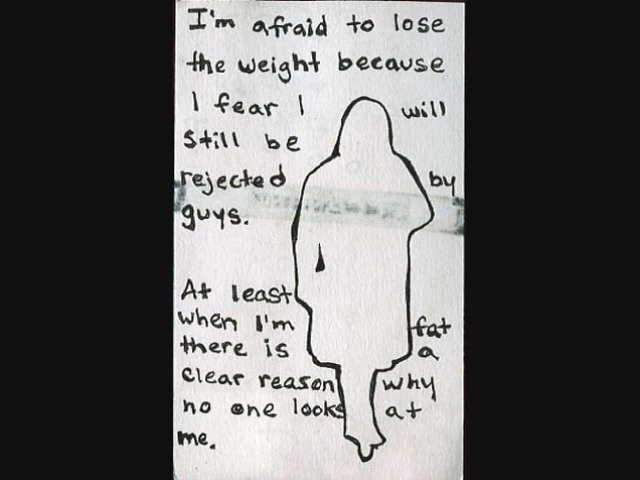 I'm afraid to lose
the weight because
I fear I will
still be
rejected by
guys.
At least
when I'm fat
there is a
clear reason why
no one looks at
me.